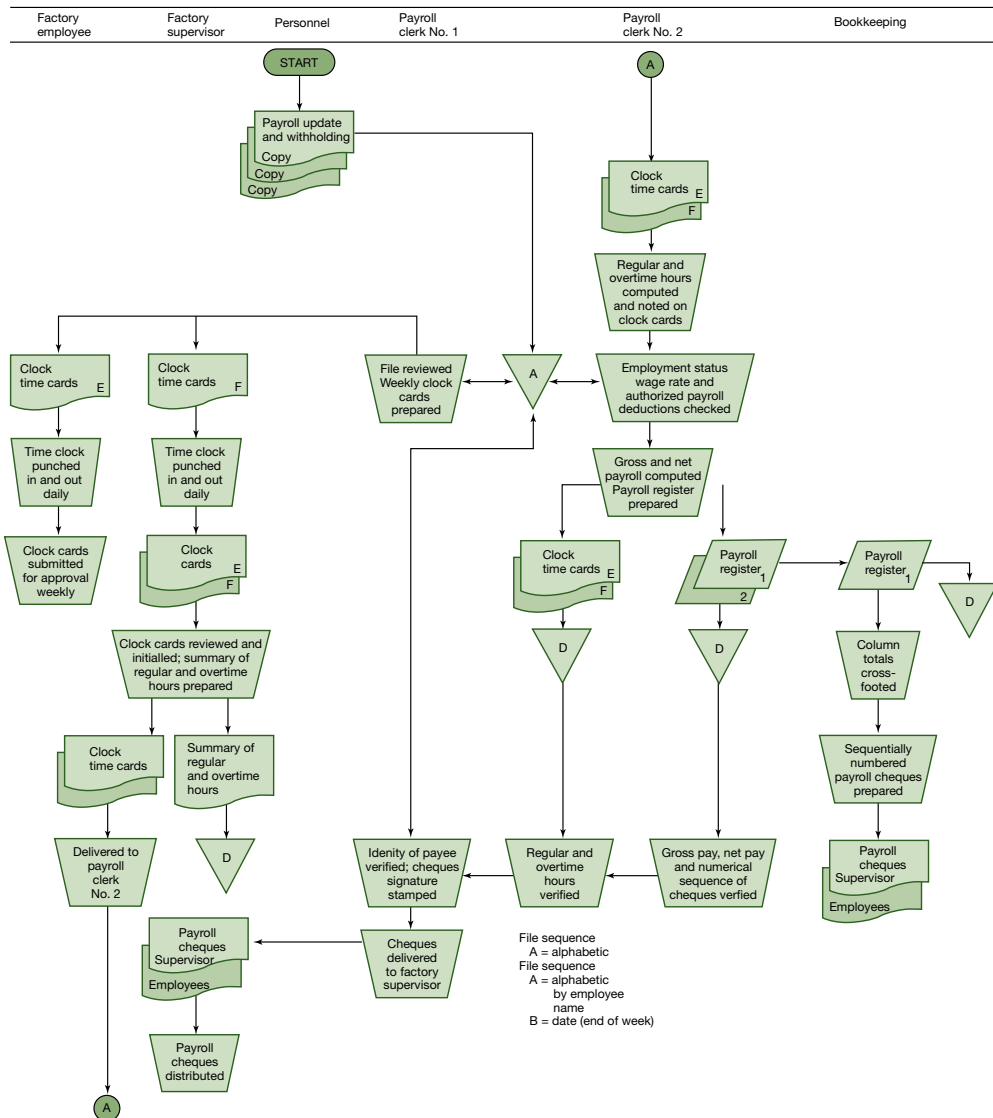 Factory
employee
Factory
supervisor
Personnel
Payroll
clerk No. 1
Payroll
clerk No. 2
Bookkeeping
START
A
Payroll update
and withholding
Copy
Copy
Copy
Clock
time cards
E
F
Regular and
overtime hours
computed
and noted on
clock cards
Clock
time cards
E
Clock
time cards
F
File reviewed
Weekly clock
cards
prepared
A
Employment status
wage rate and
authorized payroll
deductions checked
Time clock
punched
in and out
daily
Time clock
punched
in and out
daily
Gross and net
payroll computed
Payroll register
prepared
Clock cards
submitted
for approval
weekly
Clock
cards
E
F
Clock
time cards
E
F
Payroll
register
1
2
Payroll
register
1
D
D
D
Clock cards reviewed and
initialled; summary of
regular and overtime
hours prepared
Column
totals
cross-
footed
Clock
time cards
Summary of
regular
and overtime
hours
Sequentially
numbered
payroll cheques
prepared
Delivered to
payroll
clerk
No. 2
D
Idenity of payee
verified; cheques
signature
stamped
Regular and
overtime
hours
verified
Gross pay, net pay
and numerical
sequence of
cheques verfied
Payroll
cheques
Supervisor
Employees
Payroll
cheques
Supervisor
Employees
Cheques
delivered
to factory
supervisor
File sequence
A = alphabetic
File sequence
A = alphabetic
by employee
name
B = date (end of week)
Payroll
cheques
distributed
A